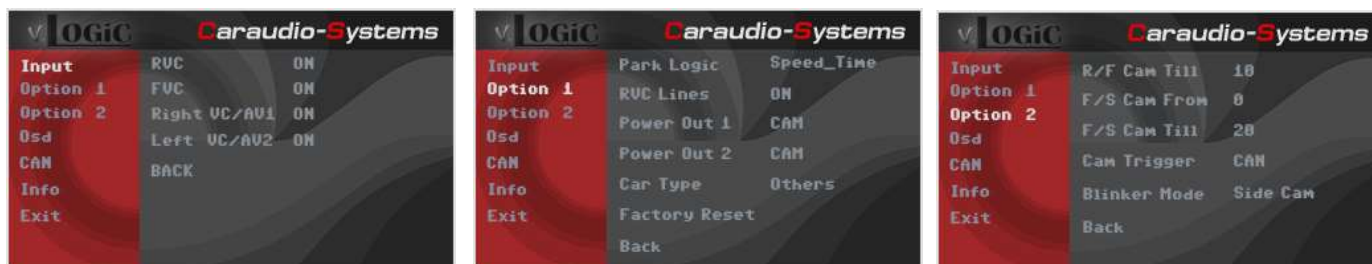 v.LOGiC Caraudio-Systems
Input RVC ON
Option 1 FVC ON
Option 2 Right VC/AV1 ON
Osd Left VC/AV2 ON
CAN BACK
Info
Exit
v.LOGiC Caraudio-Systems
Input Park Logic Speed_Time
Option 1 RVC Lines ON
Option 2 Power Out 1 CAM
Osd Power Out 2 CAM
CAN Car Type Others
Info Factory Reset
Exit Back
v.LOGiC Caraudio-Systems
Input R/F Cam Till 10
Option 1 F/S Cam From 0
Option 2 F/S Cam Till 20
Osd Cam Trigger CAN
CAN Blinker Mode Side Cam
Info Back
Exit